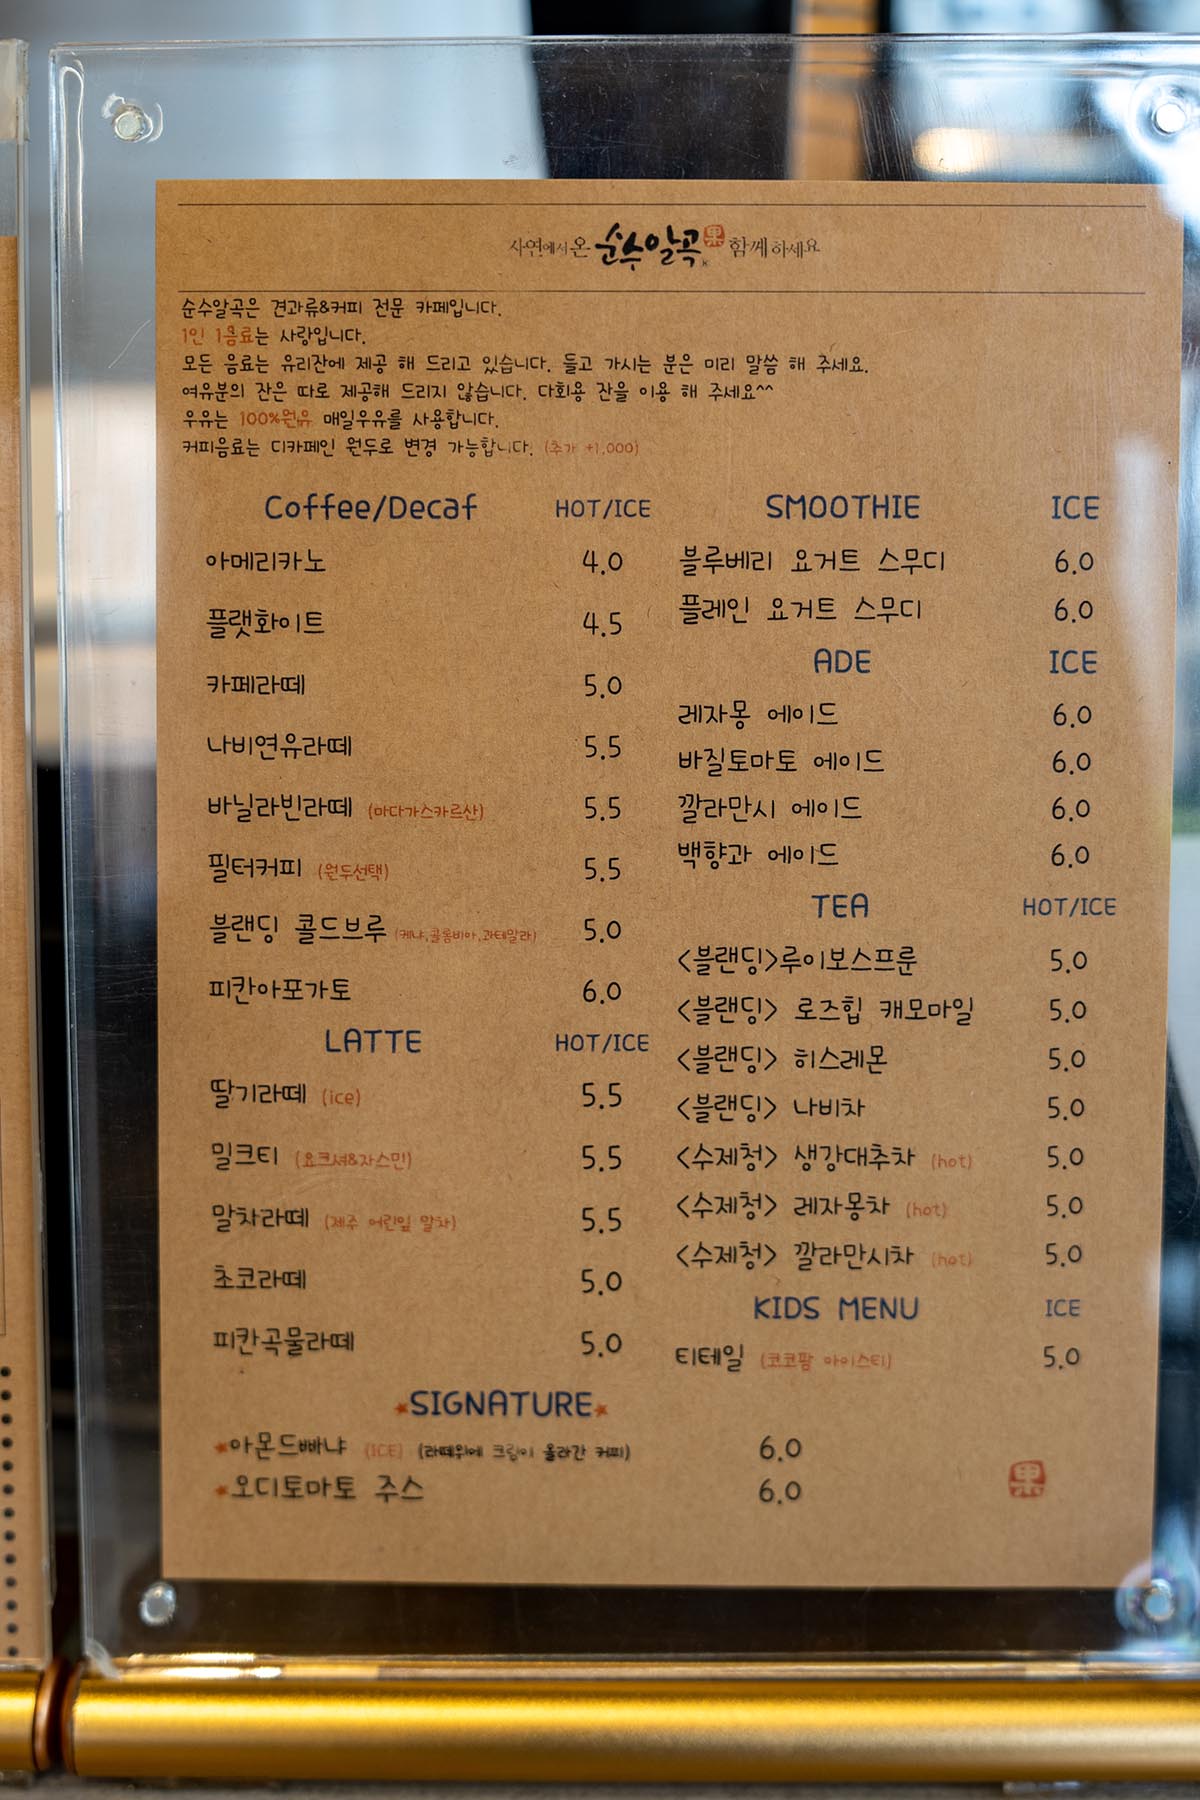 사연에서 온 순수알곡 果 함께 하세요
순수알곡은 견과류&커피 전문 카페입니다.
1인 1음료는 사랑입니다.
모든 음료는 유리잔에 제공 해 드리고 있습니다. 들고 가시는 분은 미리 말씀 해 주세요.
여유분의 잔은 따로 제공해 드리지 않습니다. 다회용 잔을 이용 해 주세요^^
우유는 100%원유 매일우유를 사용합니다.
커피음료는 디카페인 원두로 변경 가능합니다. (추가 +1,000)
Coffee/Decaf HOT/ICE
아메리카노 4.0
플랫화이트 4.5
카페라떼 5.0
나비연유라떼 5.5
바닐라빈라떼 (마다가스카르산) 5.5
필터커피 (원두선택) 5.5
블랜딩 콜드브루 (케냐,콜롬비아,과테말라) 5.0
피칸아포가토 6.0
LATTE HOT/ICE
딸기라떼 (ice) 5.5
밀크티 (요크셔&자스민) 5.5
말차라떼 (제주 어린잎 말차) 5.5
초코라떼 5.0
피칸곡물라떼 5.0
SMOOTHIE ICE
블루베리 요거트 스무디 6.0
플레인 요거트 스무디 6.0
ADE ICE
레자몽 에이드 6.0
바질토마토 에이드 6.0
깔라만시 에이드 6.0
백향과 에이드 6.0
TEA HOT/ICE
<블랜딩>루이보스프룬 5.0
<블랜딩> 로즈힙 캐모마일 5.0
<블랜딩> 히스레몬 5.0
<블랜딩> 나비차 5.0
<수제청> 생강대추차 (hot) 5.0
<수제청> 레자몽차 (hot) 5.0
<수제청> 깔라만시차 (hot) 5.0
KIDS MENU ICE
티테일 (코코팜 아이스티) 5.0
★SIGNATURE★
★아몬드빠냐 (ICE) (라떼위에 크림이 올라간 커피) 6.0
★오디토마토 주스 6.0
果